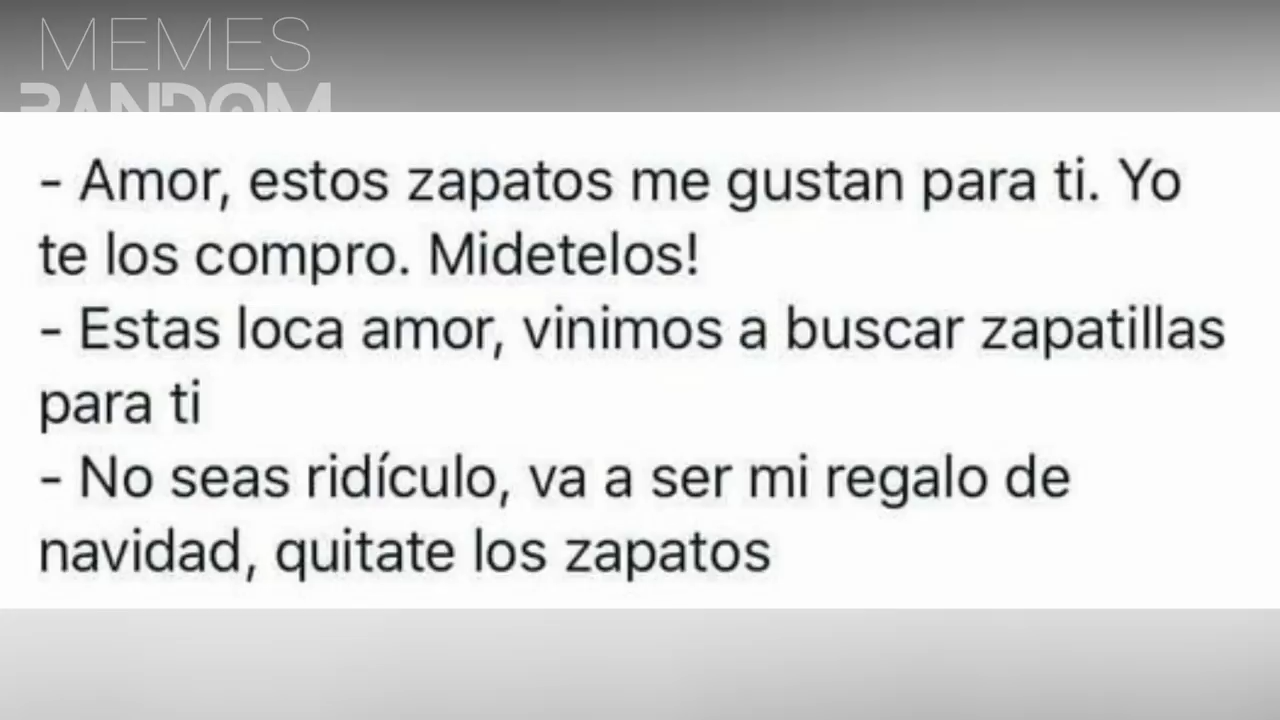 MEMES
RANDOM
- Amor, estos zapatos me gustan para ti. Yo
te los compro. Midetelos!
- Estas loca amor, vinimos a buscar zapatillas
para ti
- No seas ridículo, va a ser mi regalo de
navidad, quitate los zapatos